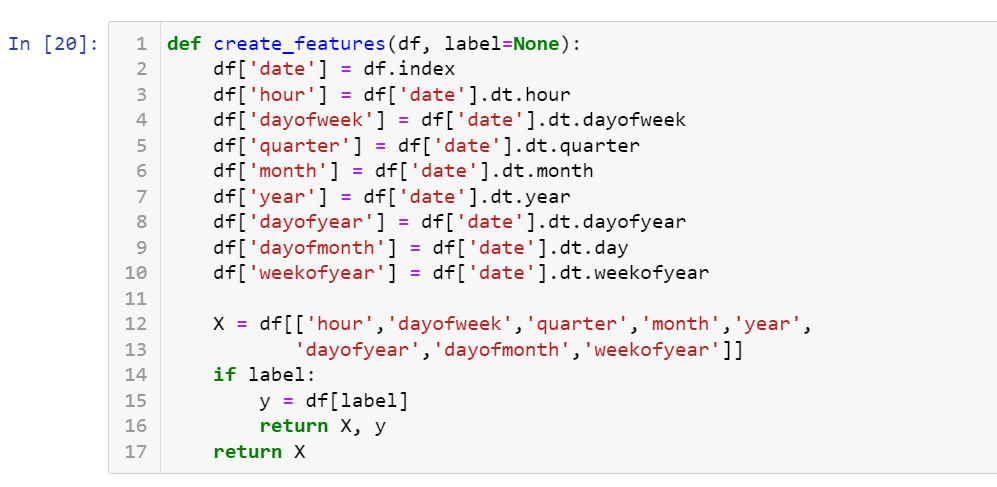 In [20]:
1 def create_features(df, label=None):
2     df['date'] = df.index
3     df['hour'] = df['date'].dt.hour
4     df['dayofweek'] = df['date'].dt.dayofweek
5     df['quarter'] = df['date'].dt.quarter
6     df['month'] = df['date'].dt.month
7     df['year'] = df['date'].dt.year
8     df['dayofyear'] = df['date'].dt.dayofyear
9     df['dayofmonth'] = df['date'].dt.day
10     df['weekofyear'] = df['date'].dt.weekofyear
11
12     X = df[['hour','dayofweek','quarter','month','year',
13            'dayofyear','dayofmonth','weekofyear']]
14     if label:
15         y = df[label]
16         return X, y
17     return X